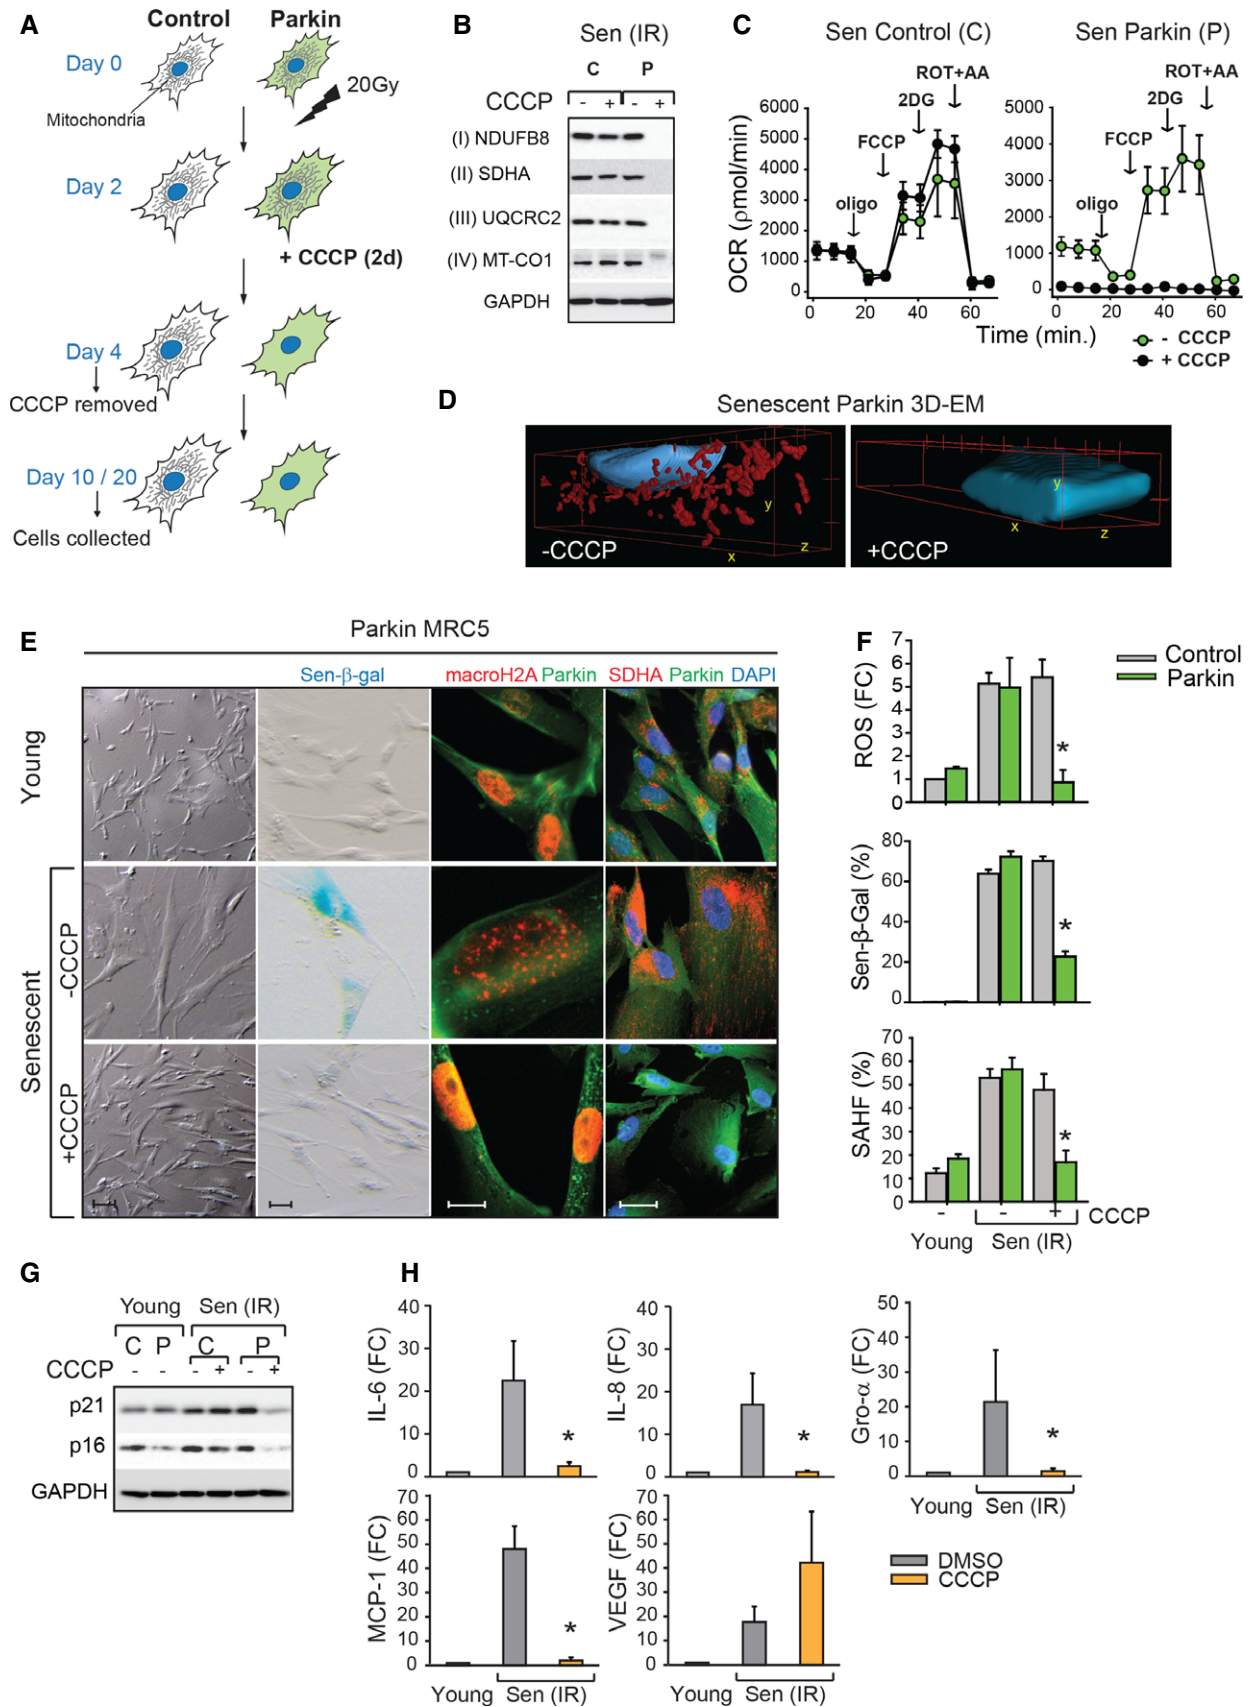 A
Control Parkin
Day 0
20Gy
Mitochondria
Day 2
+ CCCP (2d)
Day 4
CCCP removed
Day 10 / 20
Cells collected
B
Sen (IR)
C P
CCCP - + - +
(I) NDUFB8
(II) SDHA
(III) UQCRC2
(IV) MT-CO1
GAPDH
C
Sen Control (C) Sen Parkin (P)
OCR (ρmol/min)
6000
5000
4000
3000
2000
1000
0
oligo
FCCP
2DG
ROT+AA
0 20 40 60
5000
4000
3000
2000
1000
0
oligo
FCCP
2DG
ROT+AA
0 20 40 60
Time (min.)
- CCCP
+ CCCP
D
Senescent Parkin 3D-EM
-CCCP
x
y
z
+CCCP
x
y
z
E
Parkin MRC5
Sen-β-gal macroH2A Parkin SDHA Parkin DAPI
Young
Senescent
-CCCP
+CCCP
F
Control
Parkin
ROS (FC)
7
6
5
4
3
2
1
0
Sen-β-Gal (%)
80
60
40
20
0
SAHF (%)
70
60
50
40
30
20
10
0
*
*
*
- - + CCCP
Young Sen (IR)
G
Young Sen (IR)
C P C P
CCCP - - - + - +
p21
p16
GAPDH
H
IL-6 (FC)
40
30
20
10
0
*
IL-8 (FC)
40
30
20
10
0
*
Gro-α (FC)
50
40
30
20
10
0
*
Young Sen (IR)
MCP-1 (FC)
70
60
50
40
30
20
10
0
*
Young Sen (IR)
VEGF (FC)
70
60
50
40
30
20
10
0
Young Sen (IR)
DMSO
CCCP